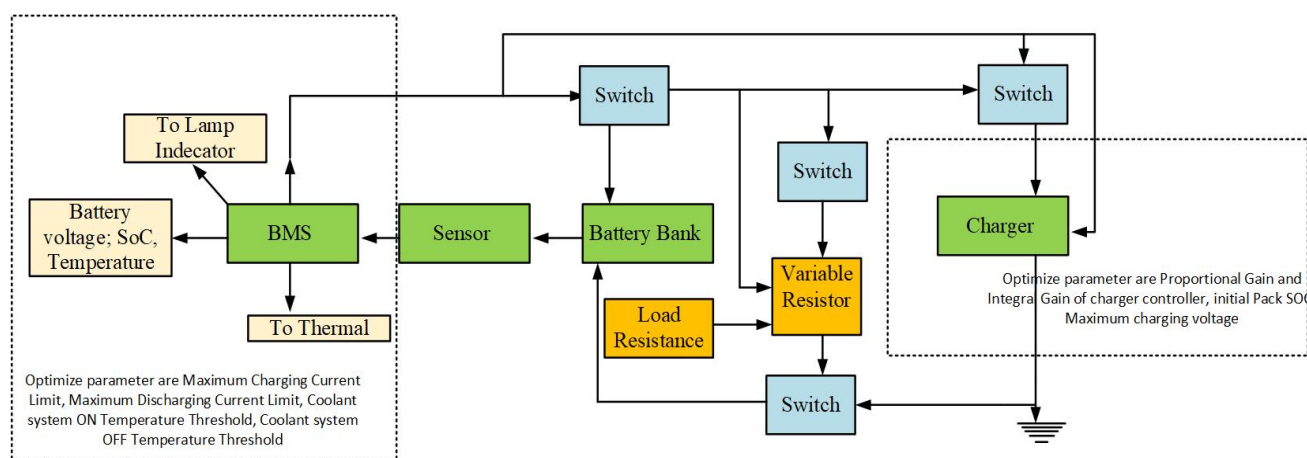 Switch
Switch
To Lamp
Indecator
Switch
Battery
voltage; SoC,
Temperature
BMS
Sensor
Battery Bank
Charger
Variable
Resistor
Optimize parameter are Proportional Gain and
Integral Gain of charger controller, initial Pack SOC
Maximum charging voltage
Load
Resistance
To Thermal
Optimize parameter are Maximum Charging Current
Limit, Maximum Discharging Current Limit, Coolant
system ON Temperature Threshold, Coolant system
OFF Temperature Threshold
Switch